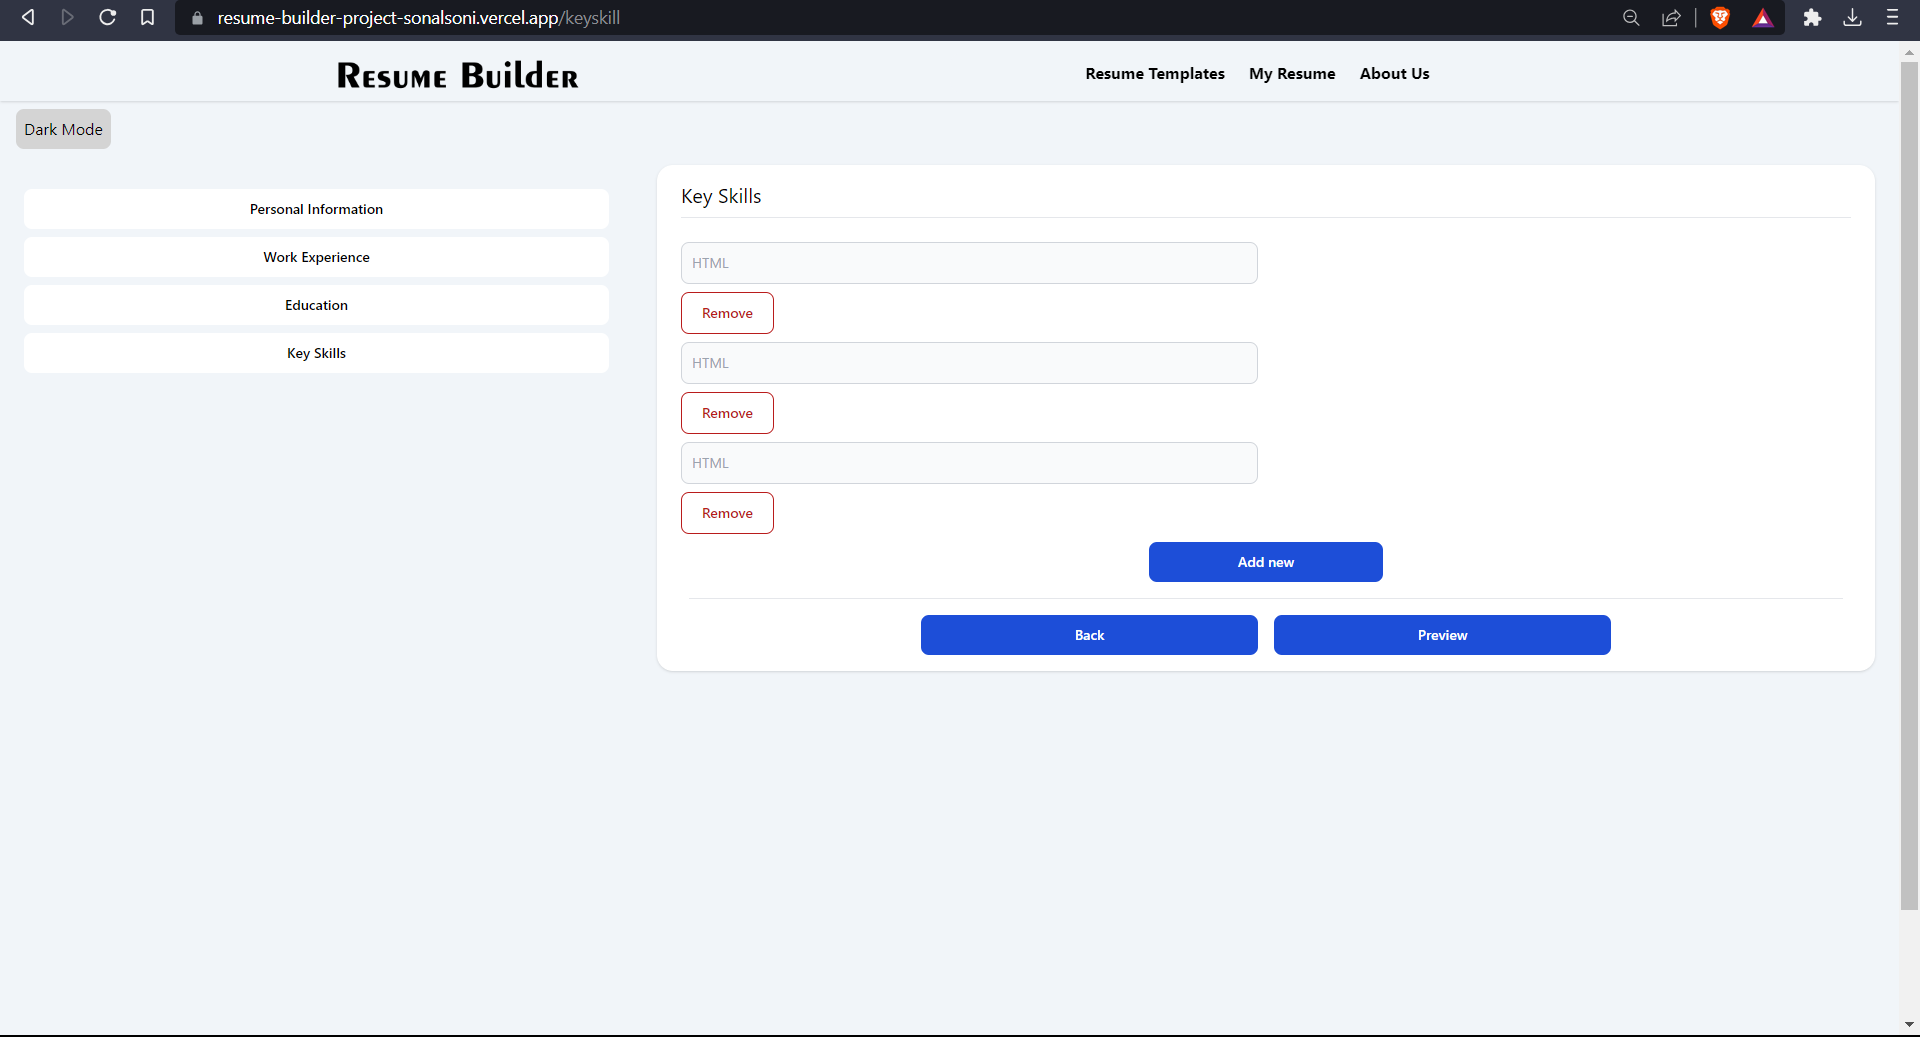 resume-builder-project-sonalsoni.vercel.app/keyskill
Resume Builder
Resume Templates My Resume About Us
Dark Mode
Personal Information
Work Experience
Education
Key Skills
Key Skills
HTML
Remove
HTML
Remove
HTML
Remove
Add new
Back Preview